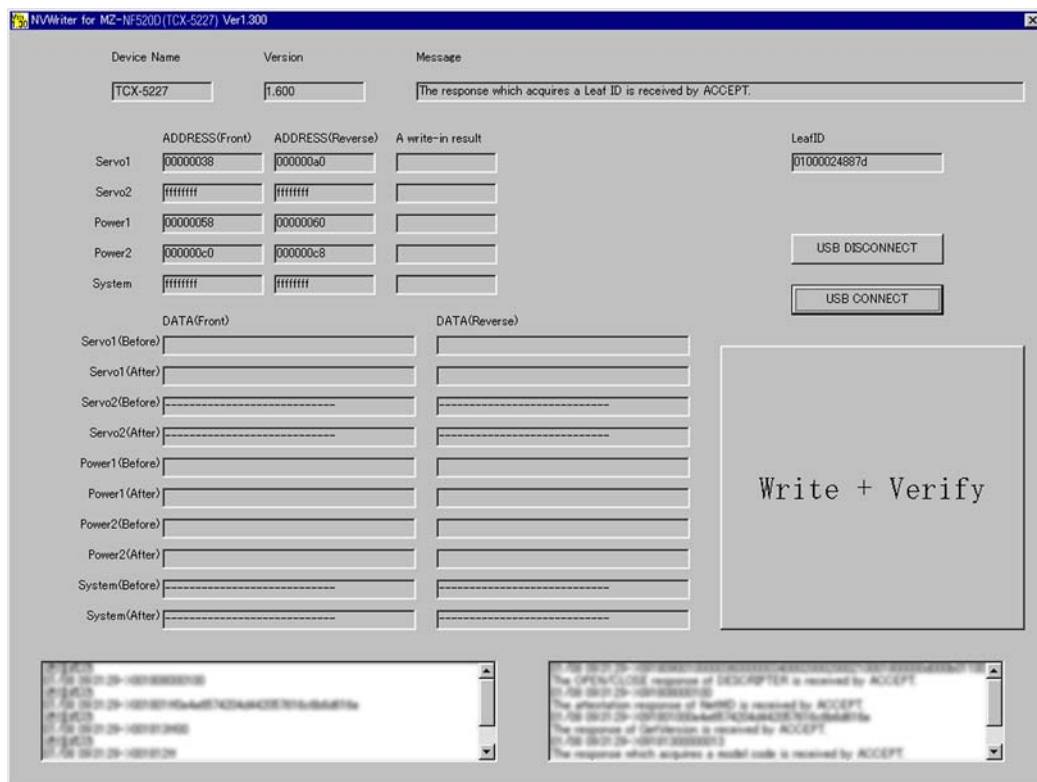 NVWriter for MZ-NF520D(TCX-5227) Ver1.300
Device Name Version Message
TCX-5227 1.600 The response which acquires a Leaf ID is received by ACCEPT.
ADDRESS(Front) ADDRESS(Reverse) A write-in result LeafID
Servo1 00000038 000000a0 01000024887d
Servo2 ffffffff ffffffff
Power1 00000058 00000060
USB DISCONNECT
Power2 000000c0 000000c8
System ffffffff ffffffff
USB CONNECT
DATA(Front) DATA(Reverse)
Servo1(Before)
Servo1(After)
Servo2(Before) ----------------------------- -----------------------------
Servo2(After) ----------------------------- -----------------------------
Power1(Before)
Power1(After)
Write + Verify
Power2(Before)
Power2(After)
System(Before) ----------------------------- -----------------------------
System(After) ----------------------------- -----------------------------
The OPEN/CLOSE response of DESCRIPTER is received by ACCEPT.
The attestation response of NetMD is received by ACCEPT.
The response of GetVersion is received by ACCEPT.
The response which acquires a model code is received by ACCEPT.